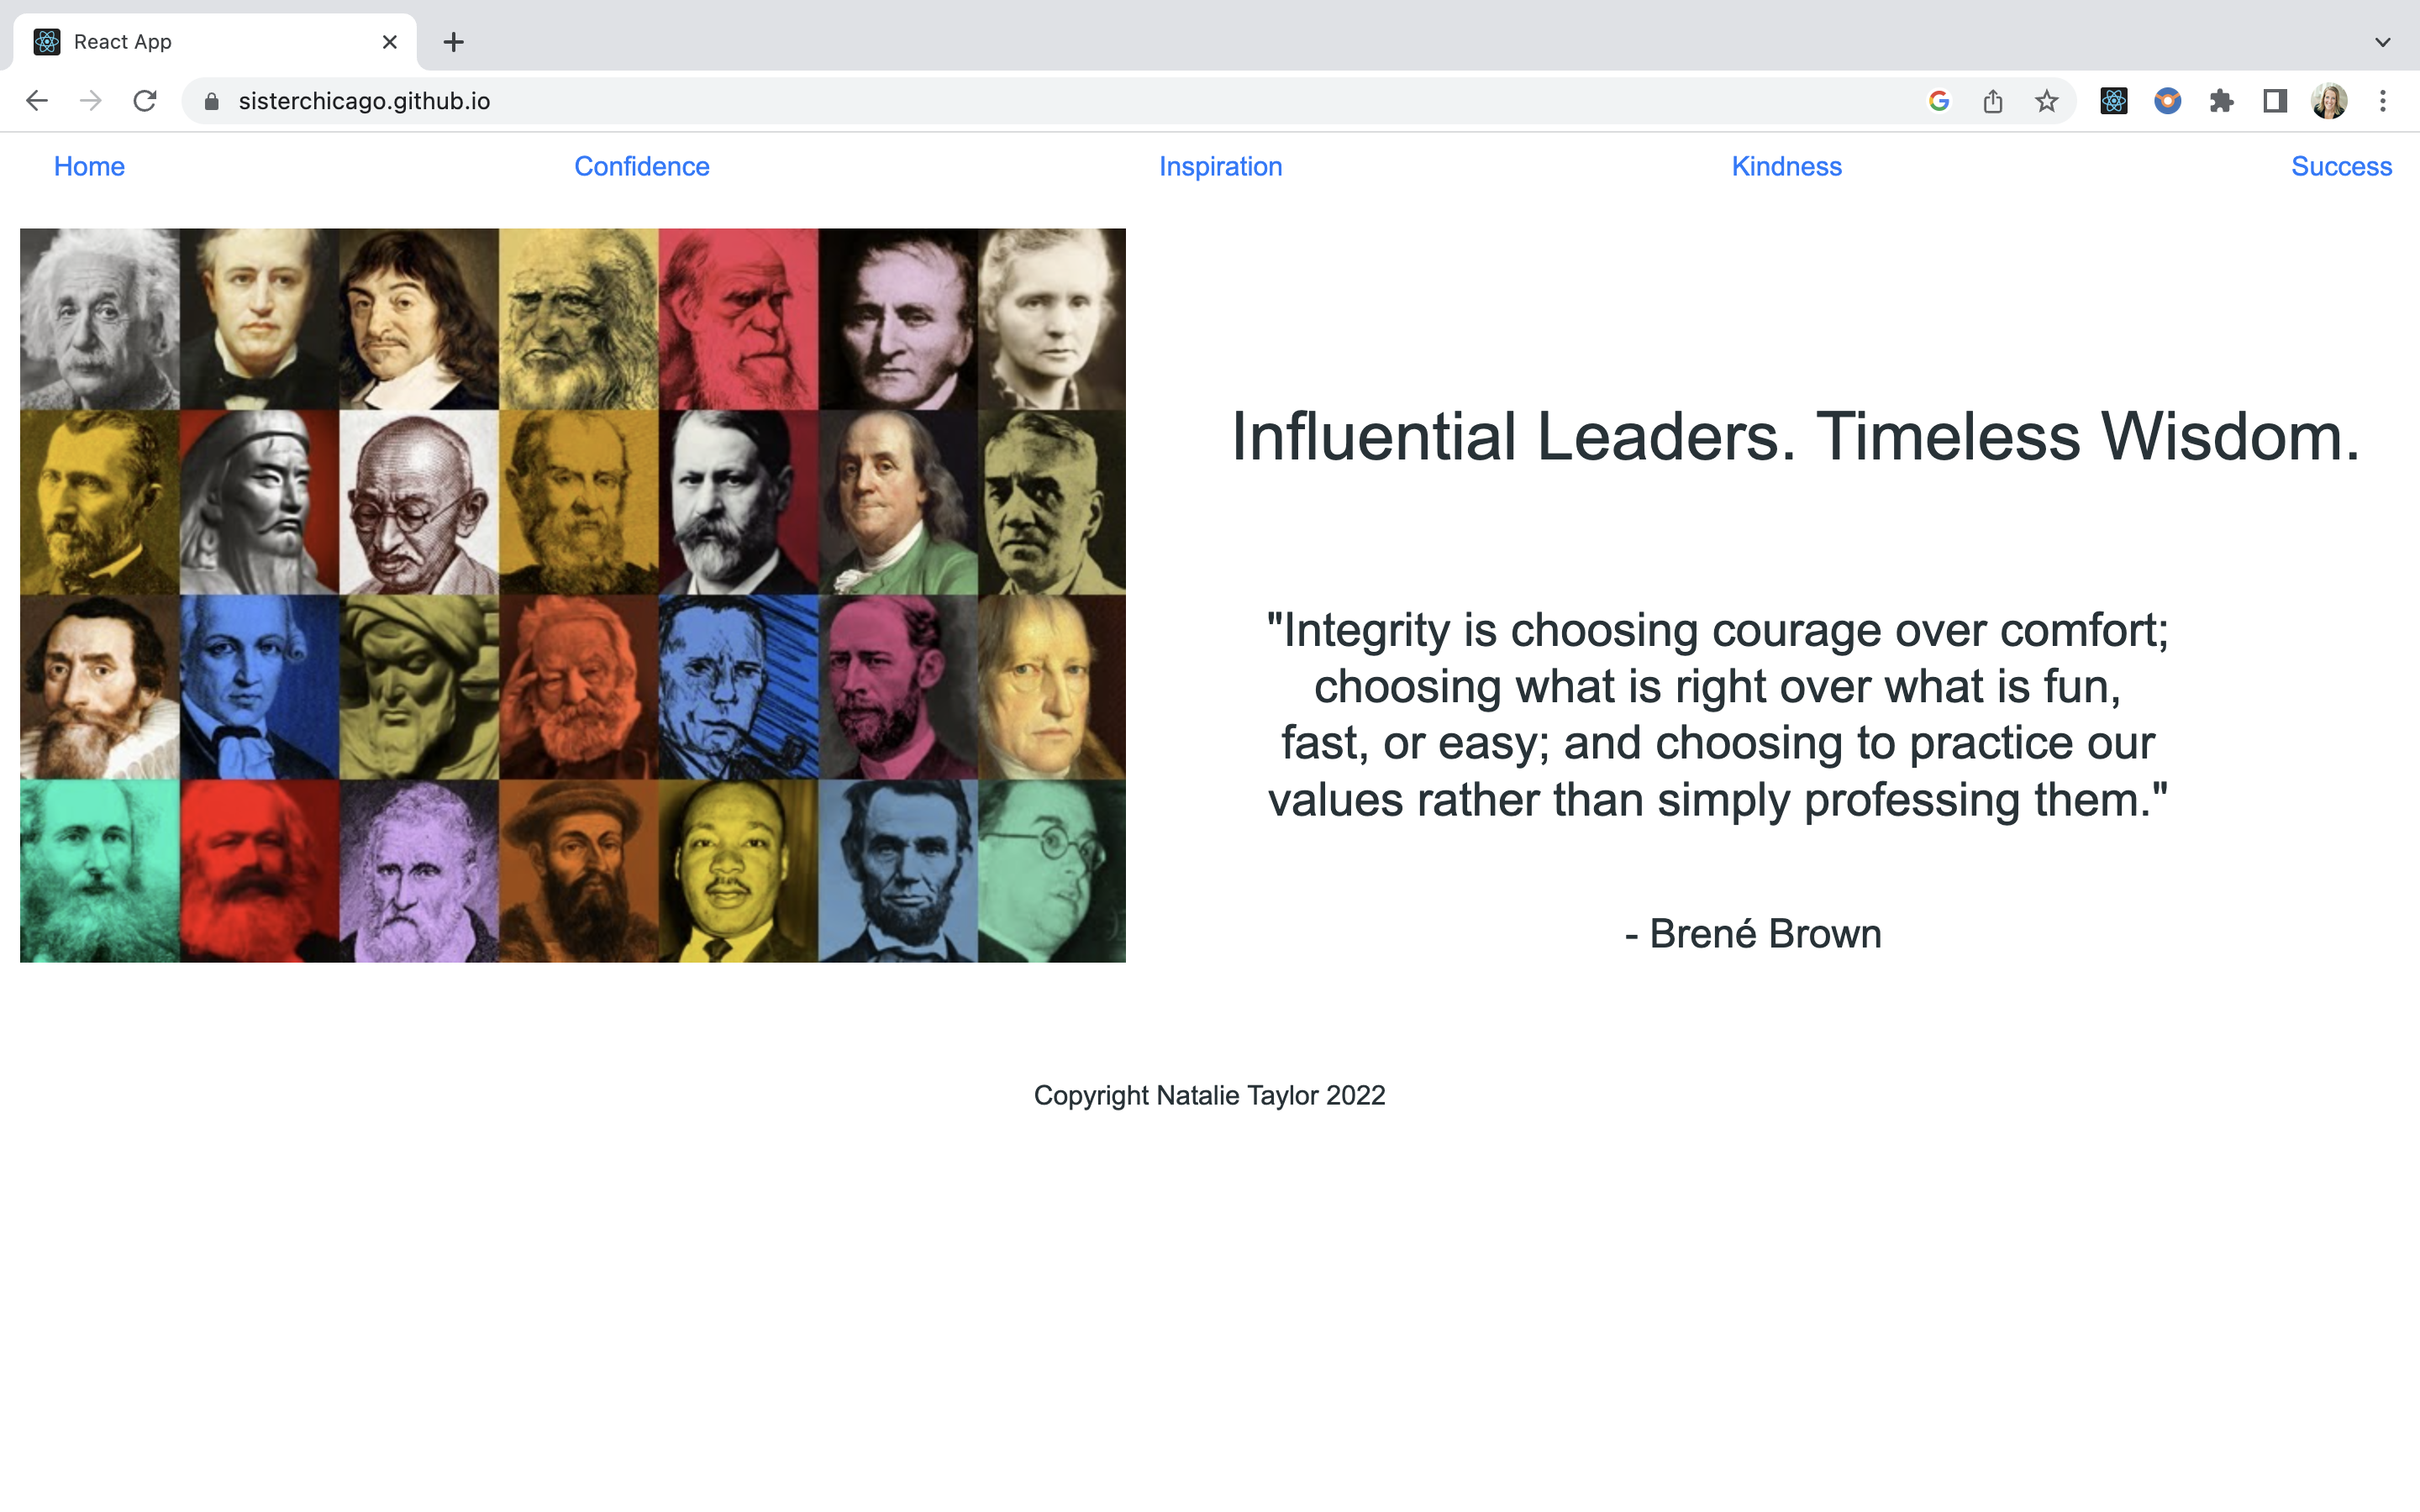 React App
sisterchicago.github.io
Home Confidence Inspiration Kindness Success
Influential Leaders. Timeless Wisdom.
"Integrity is choosing courage over comfort;
choosing what is right over what is fun,
fast, or easy; and choosing to practice our
values rather than simply professing them."
- Brené Brown
Copyright Natalie Taylor 2022